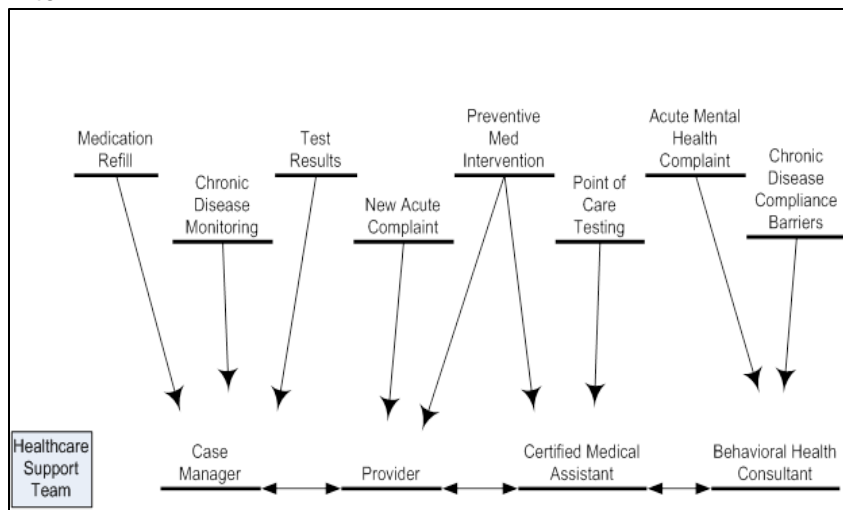 Medication
Refill
Chronic
Disease
Monitoring
Test
Results
New Acute
Complaint
Preventive
Med
Intervention
Point of
Care
Testing
Acute Mental
Health
Complaint
Chronic
Disease
Compliance
Barriers
Healthcare
Support
Team
Case
Manager
Provider
Certified Medical
Assistant
Behavioral Health
Consultant